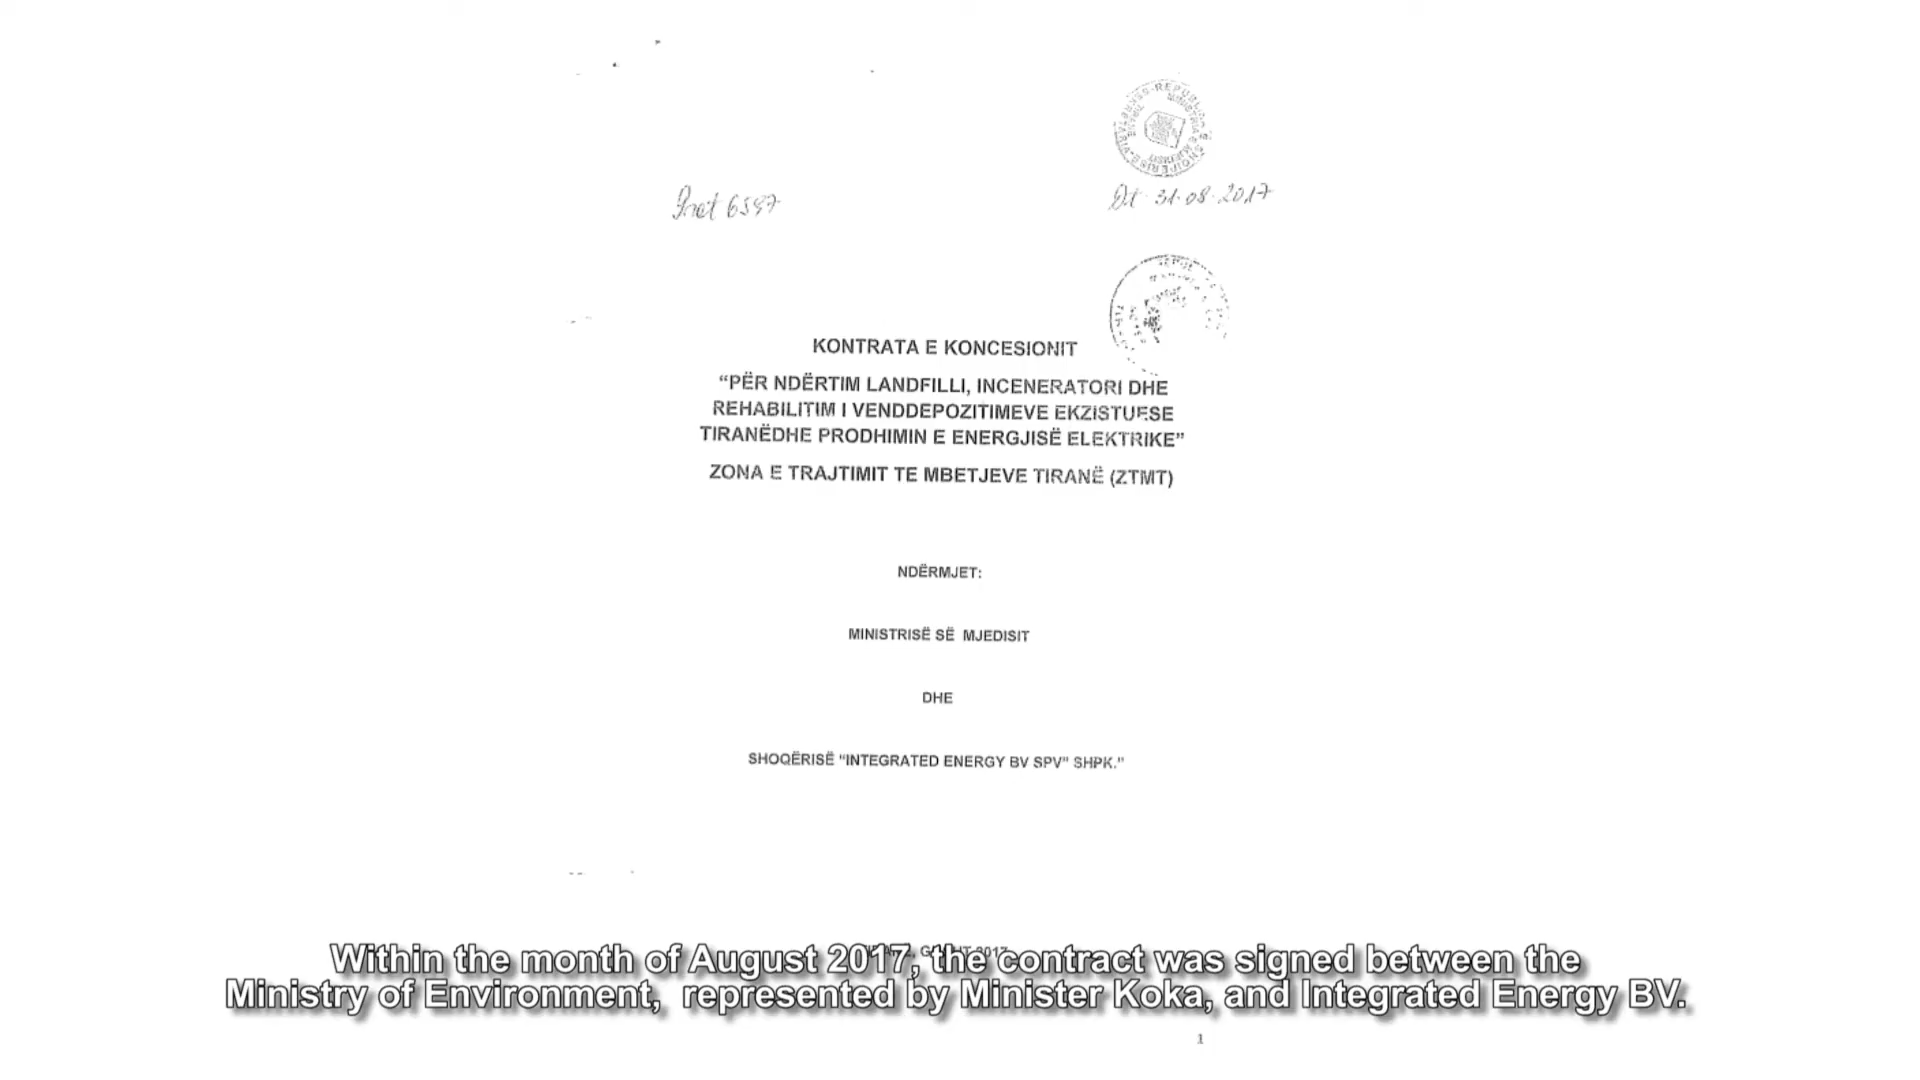 Prot 6597
Dt 31.08.2017
KONTRATA E KONCESIONIT
“PËR NDËRTIM LANDFILLI, INCENERATORI DHE
REHABILITIM I VENDDEPOZITIMEVE EKZISTUESE
TIRANËDHE PRODHIMIN E ENERGJISË ELEKTRIKE”
ZONA E TRAJTIMIT TE MBETJEVE TIRANË (ZTMT)
NDËRMJET:
MINISTRISË SË MJEDISIT
DHE
SHOQËRISË “INTEGRATED ENERGY BV SPV” SHPK.”
Within the month of August 2017, the contract was signed between the
Ministry of Environment, represented by Minister Koka, and Integrated Energy BV.
1